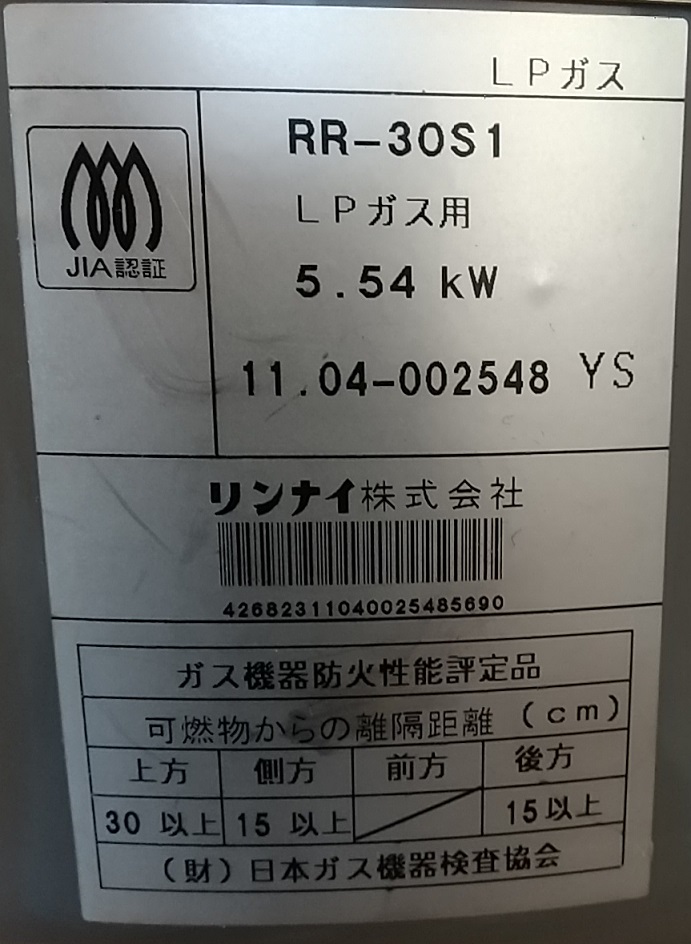 LPガス
JIA認証
RR-30S1
LPガス用
5.54 kW
11.04-002548 YS
リンナイ株式会社
42682311040025485690
ガス機器防火性能評定品
可燃物からの離隔距離 (cm)
上方 側方 前方 後方
30 以上 15 以上 15以上
(財)日本ガス機器検査協会